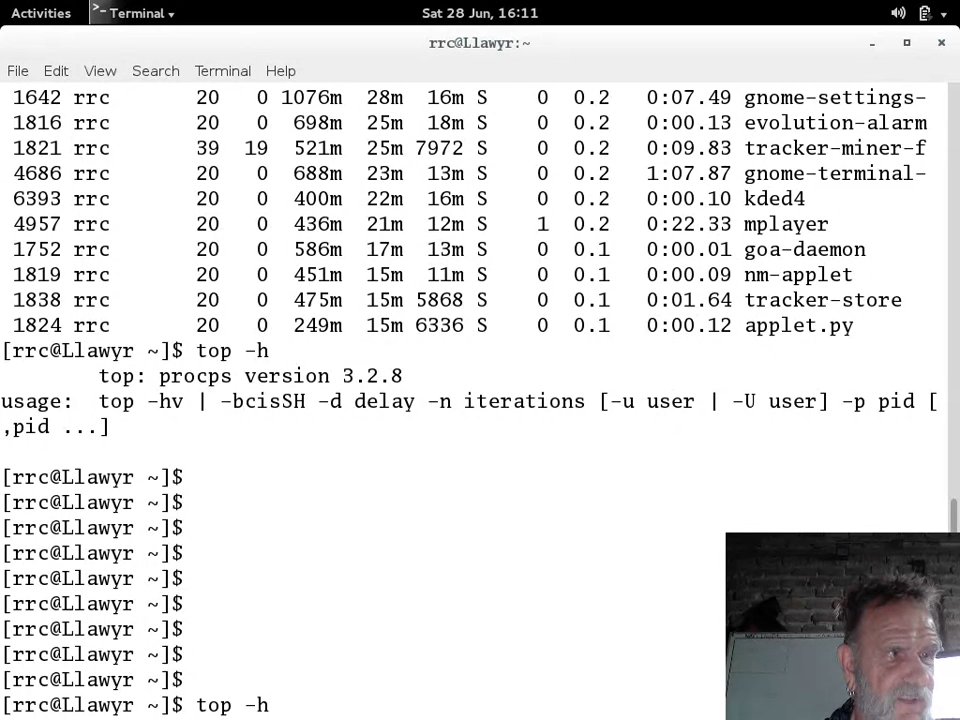 Activities Terminal Sat 28 Jun, 16:11
rrc@Llawyr:~
File Edit View Search Terminal Help
1642 rrc 20 0 1076m 28m 16m S 0 0.2 0:07.49 gnome-settings-
1816 rrc 20 0 698m 25m 18m S 0 0.2 0:00.13 evolution-alarm
1821 rrc 39 19 521m 25m 7972 S 0 0.2 0:09.83 tracker-miner-f
4686 rrc 20 0 688m 23m 13m S 0 0.2 1:07.87 gnome-terminal-
6393 rrc 20 0 400m 22m 16m S 0 0.2 0:00.10 kded4
4957 rrc 20 0 436m 21m 12m S 1 0.2 0:22.33 mplayer
1752 rrc 20 0 586m 17m 13m S 0 0.1 0:00.01 goa-daemon
1819 rrc 20 0 451m 15m 11m S 0 0.1 0:00.09 nm-applet
1838 rrc 20 0 475m 15m 5868 S 0 0.1 0:01.64 tracker-store
1824 rrc 20 0 249m 15m 6336 S 0 0.1 0:00.12 applet.py
[rrc@Llawyr ~]$ top -h
top: procps version 3.2.8
usage: top -hv | -bcisSH -d delay -n iterations [-u user | -U user] -p pid [
,pid ...]
[rrc@Llawyr ~]$
[rrc@Llawyr ~]$
[rrc@Llawyr ~]$
[rrc@Llawyr ~]$
[rrc@Llawyr ~]$
[rrc@Llawyr ~]$
[rrc@Llawyr ~]$
[rrc@Llawyr ~]$
[rrc@Llawyr ~]$
[rrc@Llawyr ~]$ top -h